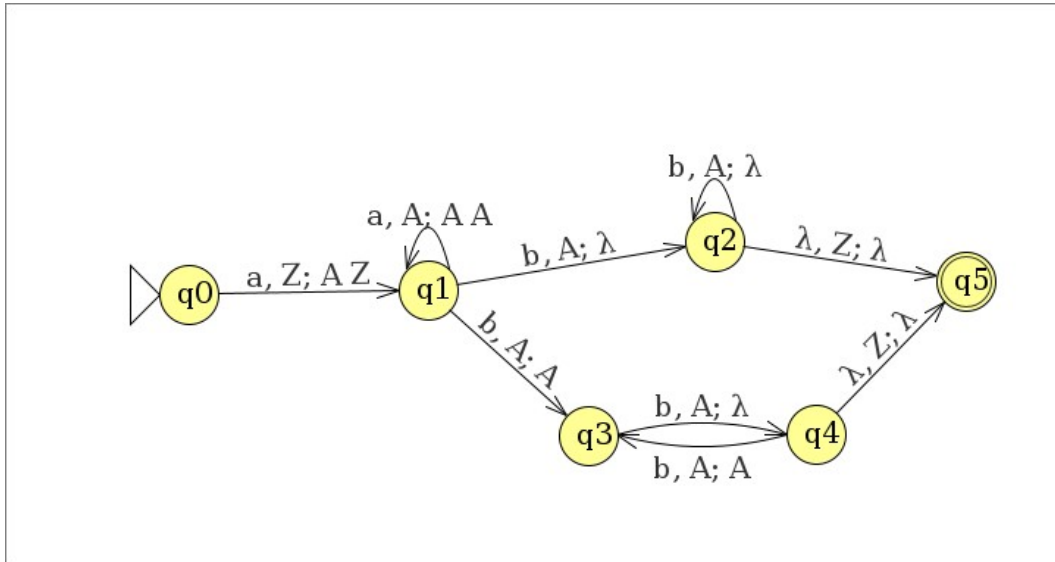 b, A; λ
a, A; A A
q2
b, A; λ
λ, Z; λ
a, Z; A Z
q0
q1
q5
b, A; A
λ, Z; λ
b, A; λ
q3
q4
b, A; A